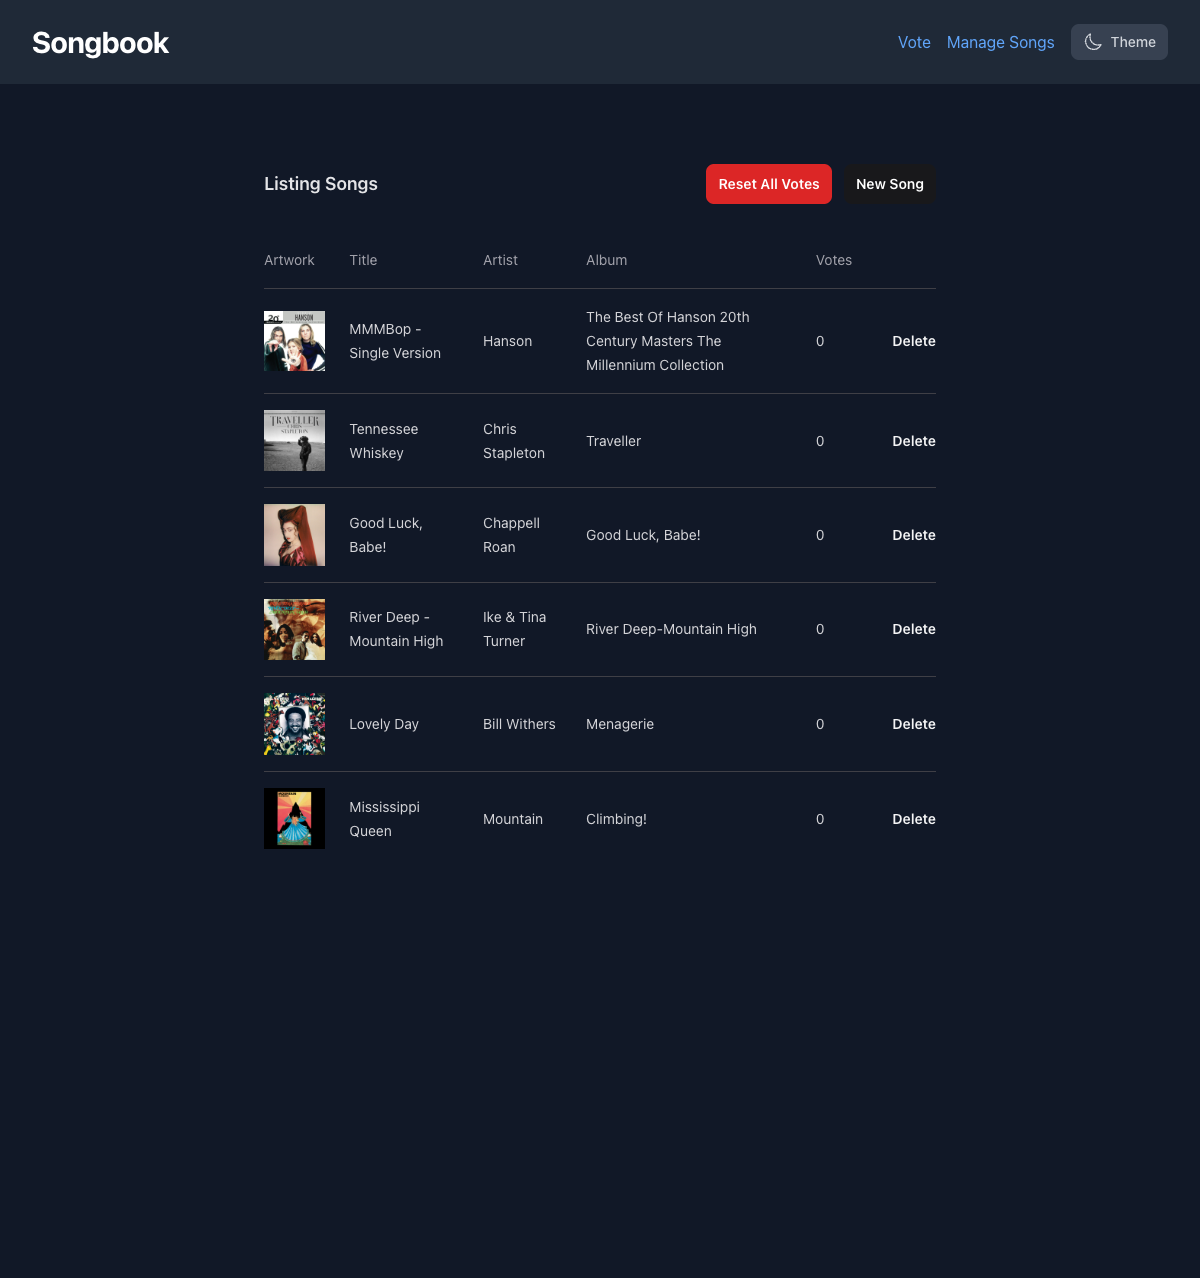 Songbook
Vote
Manage Songs
Theme
Listing Songs
Reset All Votes
New Song
Artwork Title Artist Album Votes
20
HANSON
MMMBop -
Single Version
Hanson
The Best Of Hanson 20th
Century Masters The
Millennium Collection
0
Delete
TRAVELLER
Tennessee
Whiskey
Chris
Stapleton
Traveller
0
Delete
Good Luck,
Babe!
Chappell
Roan
Good Luck, Babe!
0
Delete
River Deep -
Mountain High
Ike & Tina
Turner
River Deep-Mountain High
0
Delete
Lovely Day
Bill Withers
Menagerie
0
Delete
Mississippi
Queen
Mountain
Climbing!
0
Delete